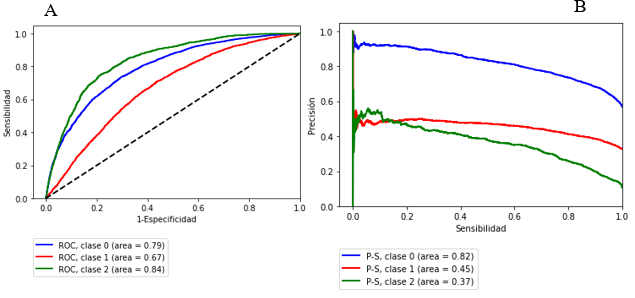 A
1.0
0.8
0.6
0.4
0.2
0.0
Sensibilidad
0.0 0.2 0.4 0.6 0.8 1.0
1-Especificidad
ROC, clase 0 (area = 0.79)
ROC, clase 1 (area = 0.67)
ROC, clase 2 (area = 0.84)
B
1.0
0.8
0.6
0.4
0.2
0.0
Precisión
0.0 0.2 0.4 0.6 0.8 1.0
Sensibilidad
P-S, clase 0 (area = 0.82)
P-S, clase 1 (area = 0.45)
P-S, clase 2 (area = 0.37)